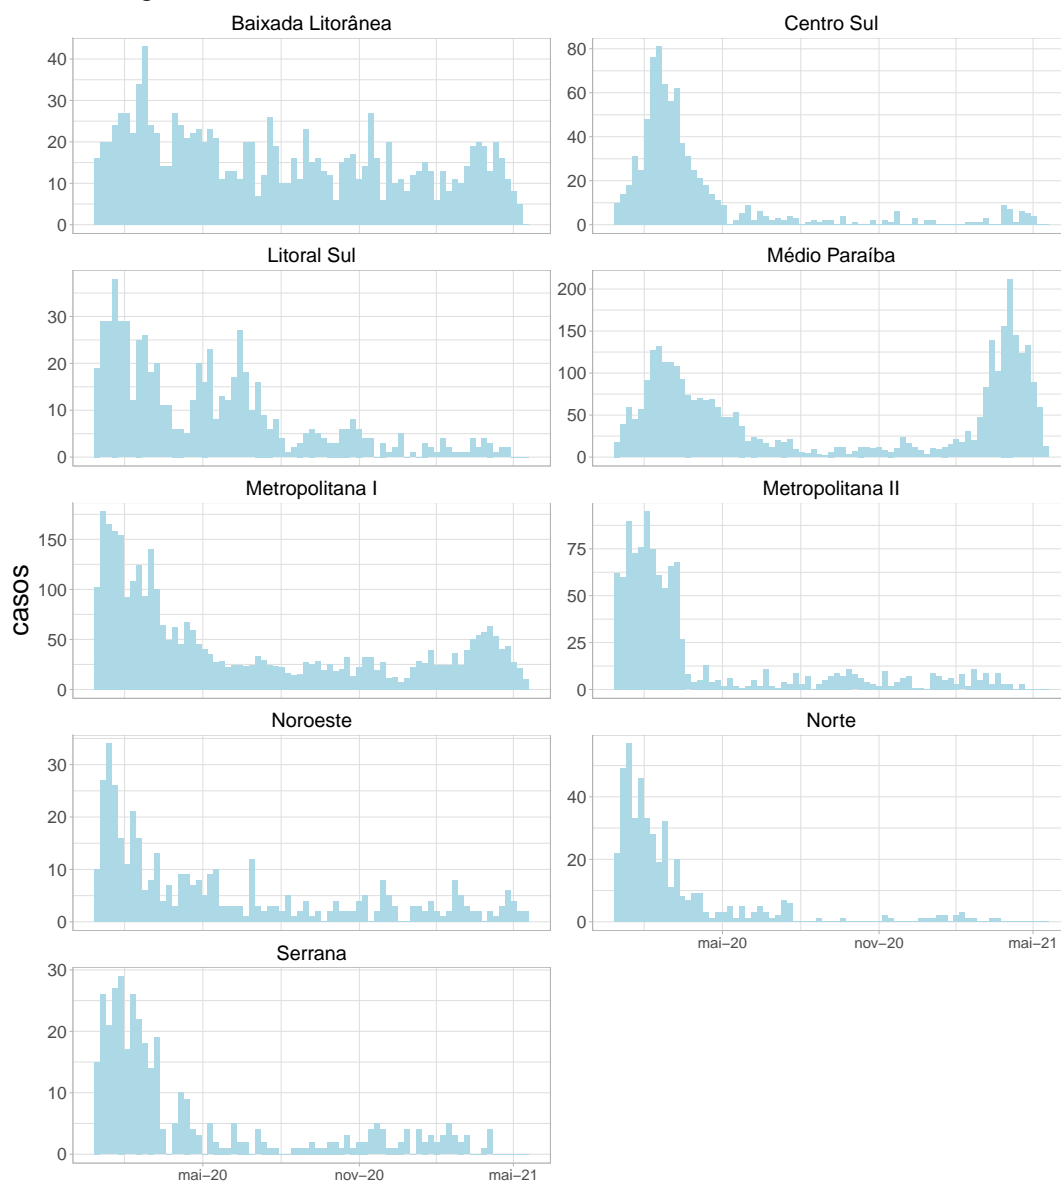 Baixada Litorânea
Centro Sul
40
30
20
10
0
80
60
40
20
0
Litoral Sul
Médio Paraíba
30
20
10
0
200
150
100
50
0
Metropolitana I
Metropolitana II
casos
150
100
50
0
75
50
25
0
Noroeste
Norte
30
20
10
0
40
20
0
mai−20
nov−20
mai−21
Serrana
30
20
10
0
mai−20
nov−20
mai−21